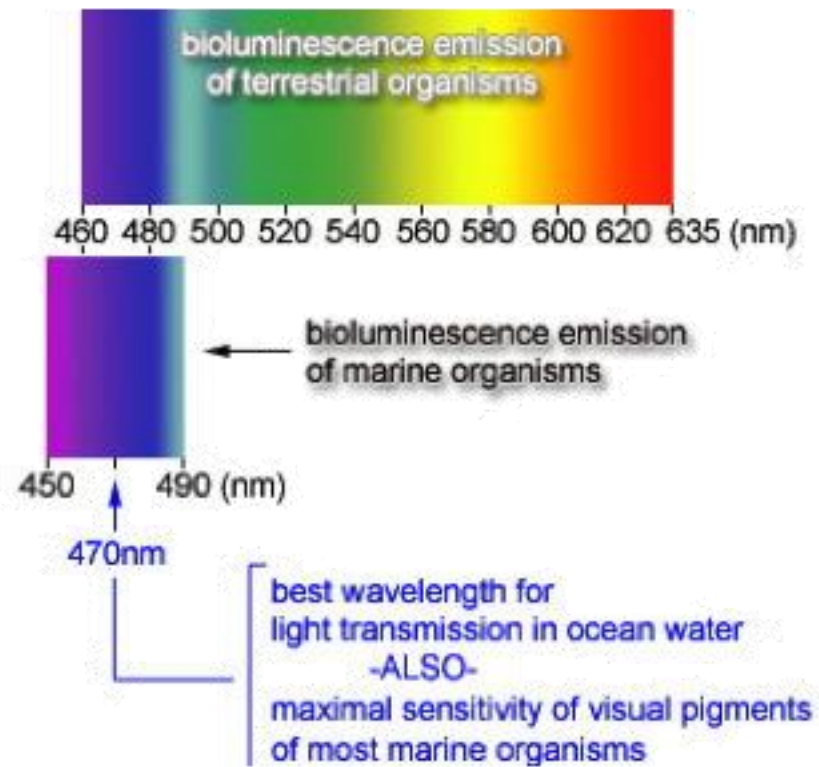 bioluminescence emission
of terrestrial organisms
460 480 500 520 540 560 580 600 620 635 (nm)
bioluminescence emission
of marine organisms
450 490 (nm)
470nm
best wavelength for
light transmission in ocean water
-ALSO-
maximal sensitivity of visual pigments
of most marine organisms